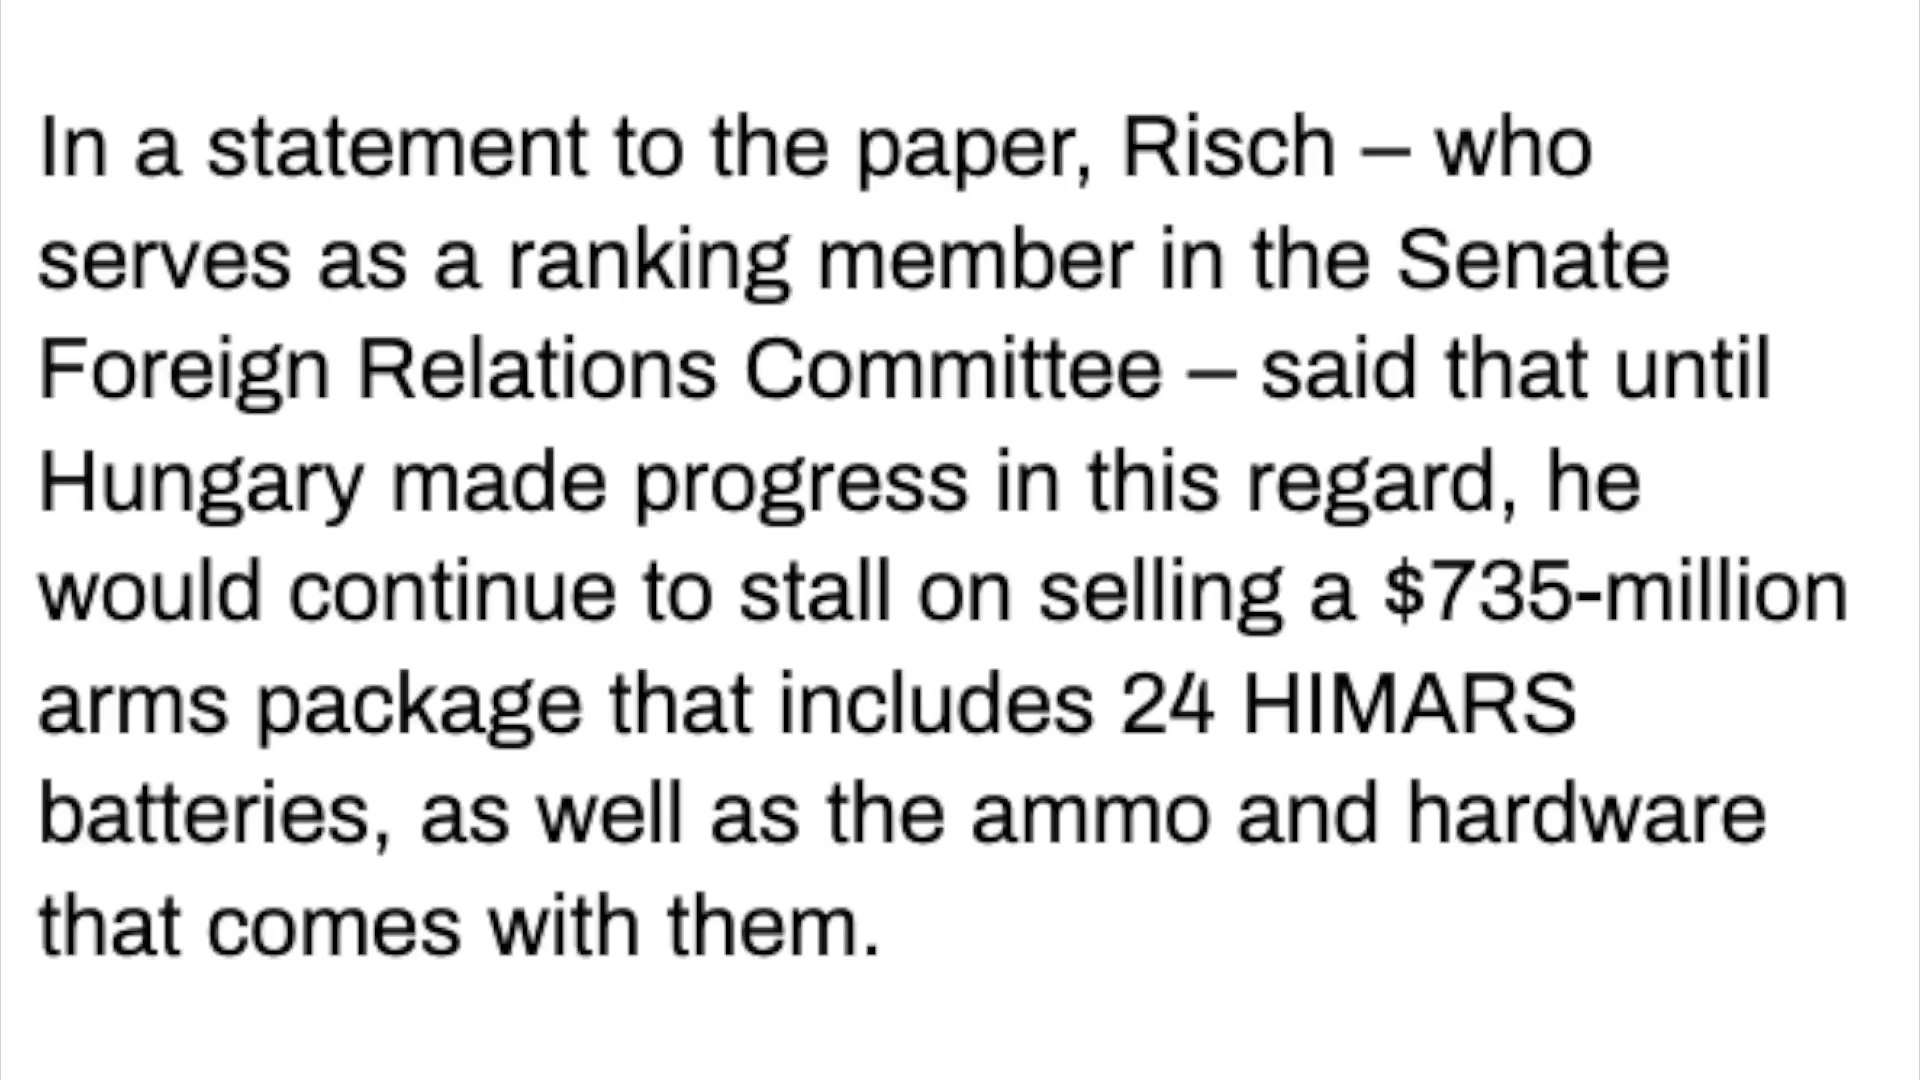 In a statement to the paper, Risch – who
serves as a ranking member in the Senate
Foreign Relations Committee – said that until
Hungary made progress in this regard, he
would continue to stall on selling a $735-million
arms package that includes 24 HIMARS
batteries, as well as the ammo and hardware
that comes with them.